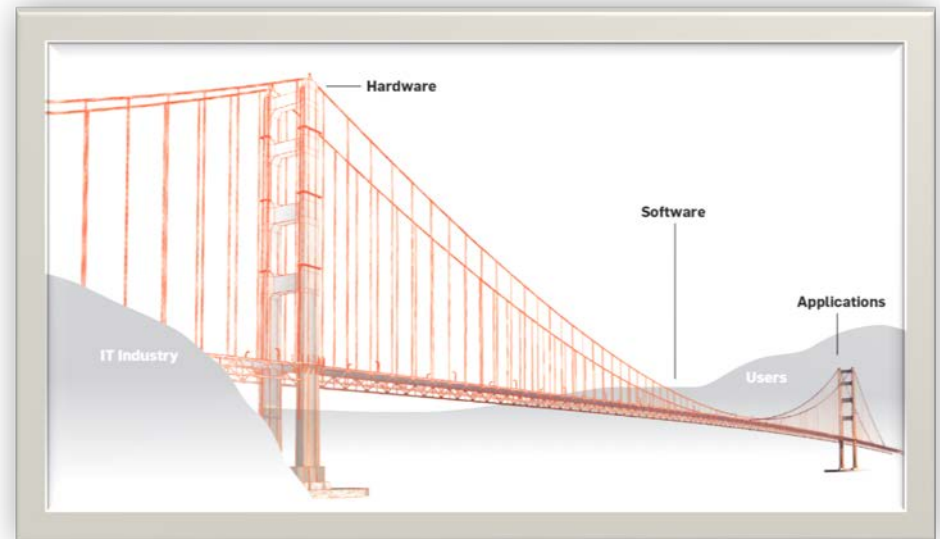 Hardware
Software
Applications
IT Industry
Users